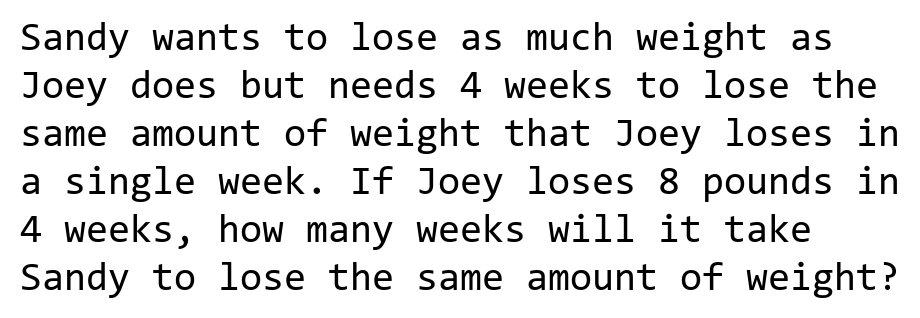 Sandy wants to lose as much weight as
Joey does but needs 4 weeks to lose the
same amount of weight that Joey loses in
a single week. If Joey loses 8 pounds in
4 weeks, how many weeks will it take
Sandy to lose the same amount of weight?